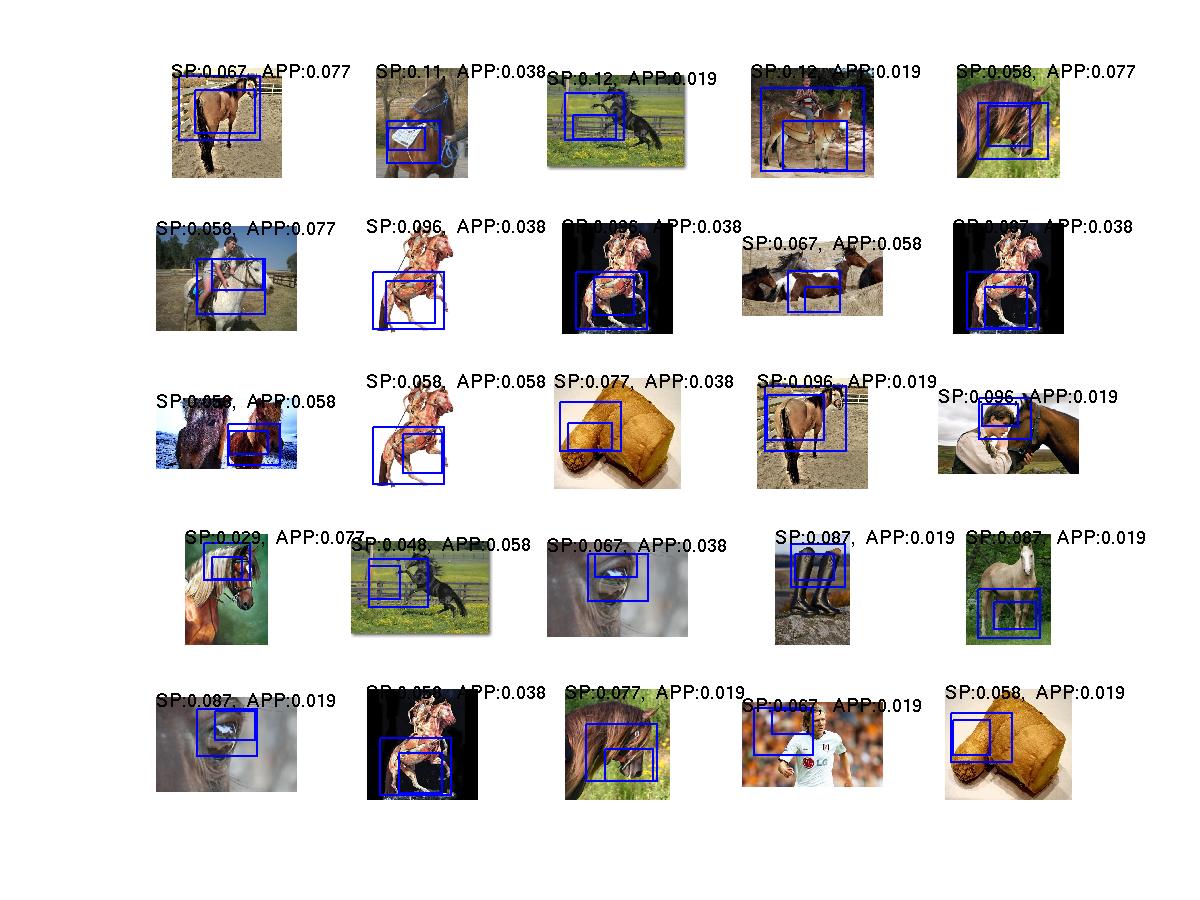 SP:0.067, APP:0.077
SP:0.11, APP:0.038
SP:0.12, APP:0.019
SP:0.12, APP:0.019
SP:0.058, APP:0.077
SP:0.058, APP:0.077
SP:0.096, APP:0.038
SP:0.096, APP:0.038
SP:0.067, APP:0.058
SP:0.087, APP:0.038
SP:0.058, APP:0.058
SP:0.058, APP:0.058
SP:0.077, APP:0.038
SP:0.096, APP:0.019
SP:0.096, APP:0.019
SP:0.029, APP:0.077
SP:0.048, APP:0.058
SP:0.067, APP:0.038
SP:0.087, APP:0.019
SP:0.087, APP:0.019
SP:0.087, APP:0.019
SP:0.058, APP:0.038
SP:0.077, APP:0.019
SP:0.067, APP:0.019
LG
SP:0.058, APP:0.019